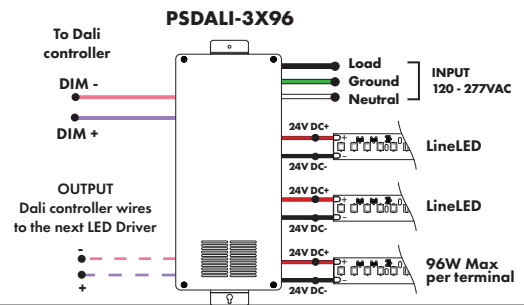 PSDALI-3X96
To Dali
controller
DIM -
DIM +
OUTPUT
Dali controller wires
to the next LED Driver
-
+
Load
Ground
Neutral
INPUT
120 - 277VAC
24V DC+
24V DC-
LineLED
24V DC+
24V DC-
LineLED
24V DC+
24V DC-
96W Max
per terminal